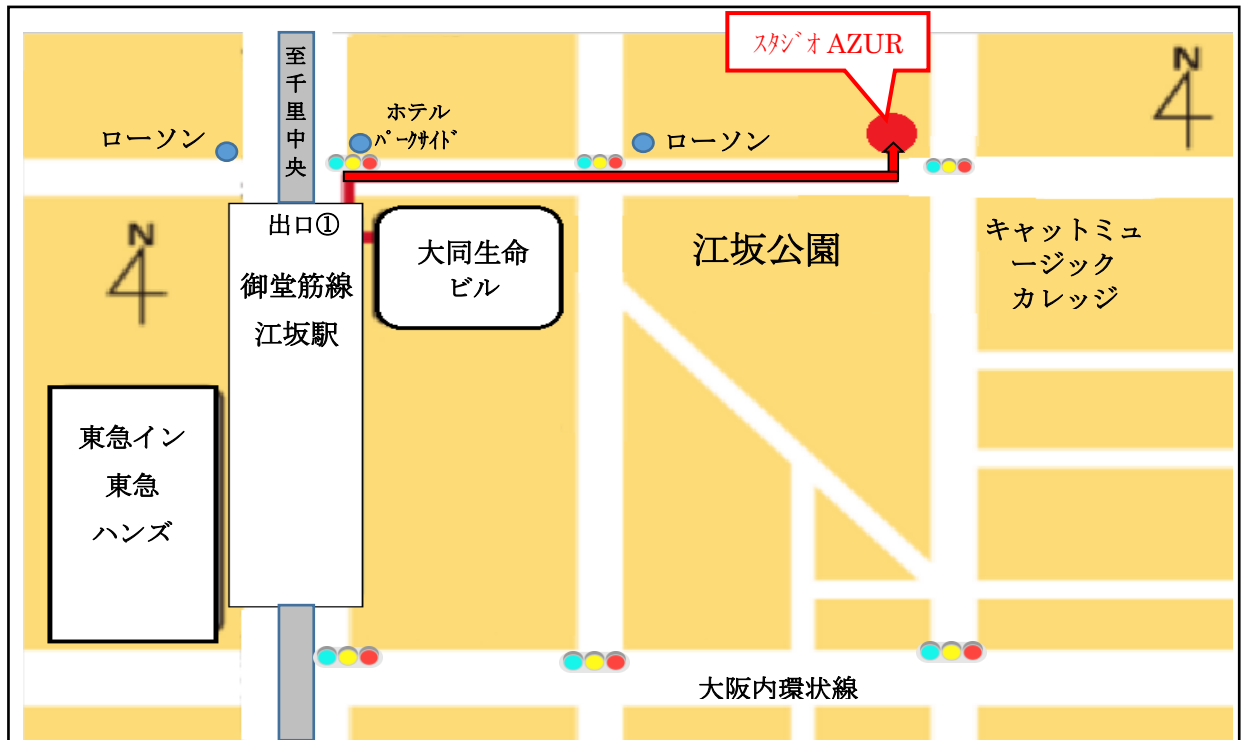 至
千
里
中
央
ｽﾀｼﾞｵ AZUR
N
ホテル
ﾊﾟｰｸｻｲﾄﾞ
ローソン
ローソン
出口①
御堂筋線
江坂駅
N
大同生命
ビル
江坂公園
キャットミュ
ージック
カレッジ
東急イン
東急
ハンズ
大阪内環状線